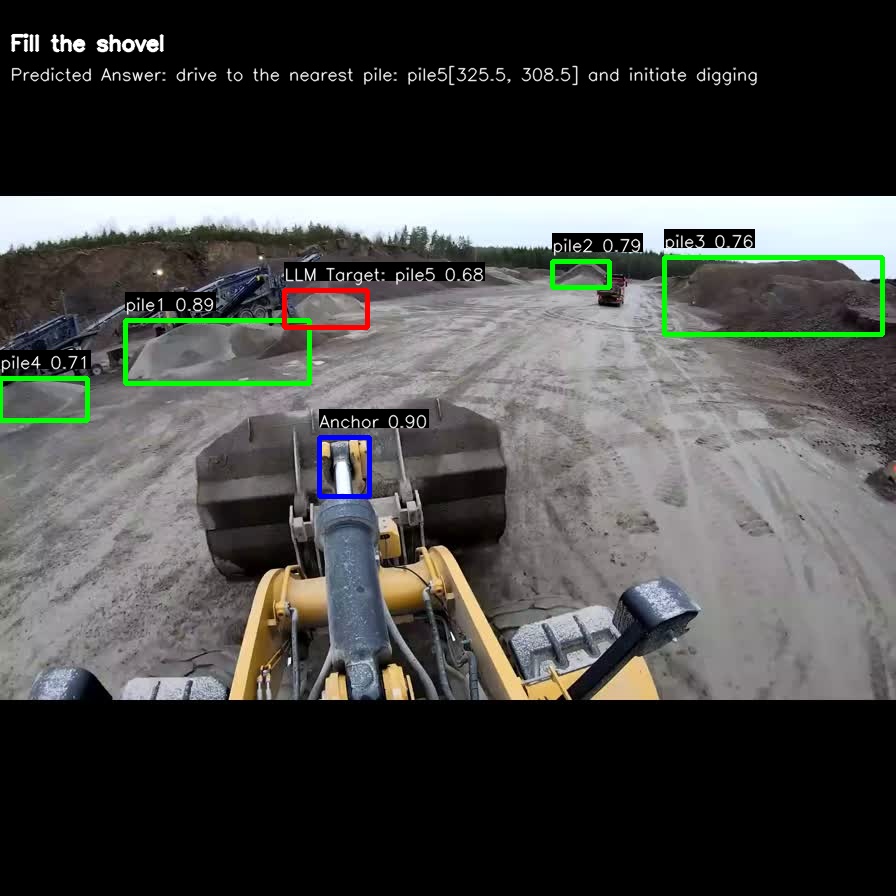 Fill the shovel
Predicted Answer: drive to the nearest pile: pile5[325.5, 308.5] and initiate digging
pile2 0.79
pile3 0.76
LLM Target: pile5 0.68
pile1 0.89
pile4 0.71
Anchor 0.90